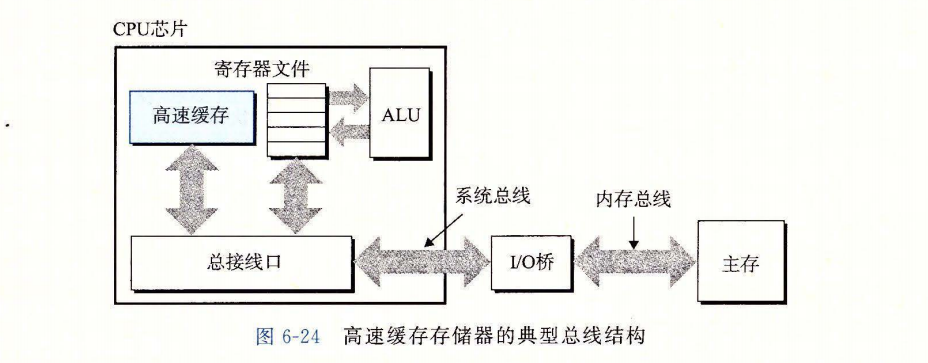 CPU芯片
寄存器文件
高速缓存
ALU
系统总线
内存总线
总接线口
I/O桥
主存
图 6-24 高速缓存存储器的典型总线结构